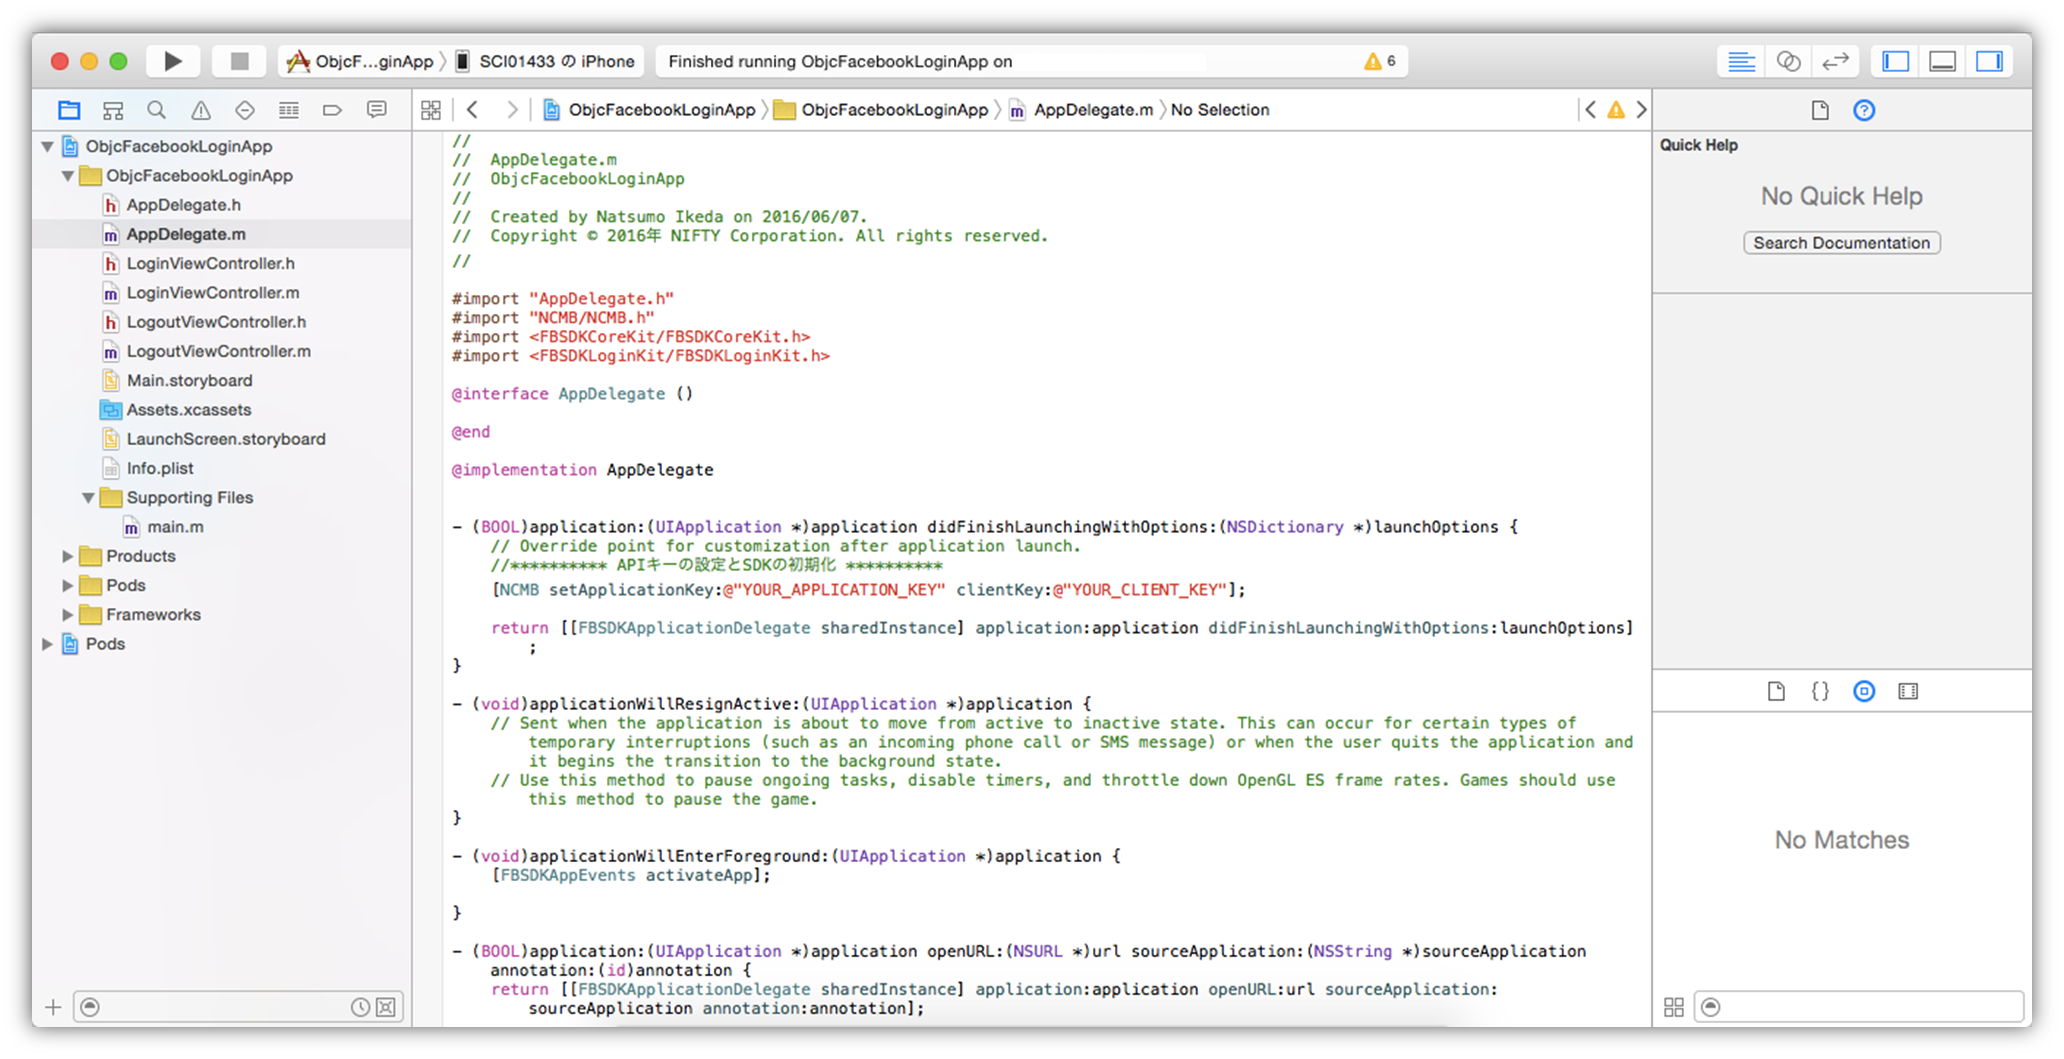 ObjcF...ginApp 〉 SCI01433 の iPhone
Finished running ObjcFacebookLoginApp on
6
ObjcFacebookLoginApp 〉 ObjcFacebookLoginApp 〉 AppDelegate.m 〉 No Selection
ObjcFacebookLoginApp
ObjcFacebookLoginApp
AppDelegate.h
AppDelegate.m
LoginViewController.h
LoginViewController.m
LogoutViewController.h
LogoutViewController.m
Main.storyboard
Assets.xcassets
LaunchScreen.storyboard
Info.plist
Supporting Files
main.m
Products
Pods
Frameworks
Pods
//
//  AppDelegate.m
//  ObjcFacebookLoginApp
//
//  Created by Natsumo Ikeda on 2016/06/07.
//  Copyright © 2016年 NIFTY Corporation. All rights reserved.
//
#import "AppDelegate.h"
#import "NCMB/NCMB.h"
#import <FBSDKCoreKit/FBSDKCoreKit.h>
#import <FBSDKLoginKit/FBSDKLoginKit.h>
@interface AppDelegate ()
@end
@implementation AppDelegate
- (BOOL)application:(UIApplication *)application didFinishLaunchingWithOptions:(NSDictionary *)launchOptions {
// Override point for customization after application launch.
//********** APIキーの設定とSDKの初期化 **********
[NCMB setApplicationKey:@"YOUR_APPLICATION_KEY" clientKey:@"YOUR_CLIENT_KEY"];
return [[FBSDKApplicationDelegate sharedInstance] application:application didFinishLaunchingWithOptions:launchOptions]
;
}
- (void)applicationWillResignActive:(UIApplication *)application {
// Sent when the application is about to move from active to inactive state. This can occur for certain types of
temporary interruptions (such as an incoming phone call or SMS message) or when the user quits the application and
it begins the transition to the background state.
// Use this method to pause ongoing tasks, disable timers, and throttle down OpenGL ES frame rates. Games should use
this method to pause the game.
}
- (void)applicationWillEnterForeground:(UIApplication *)application {
[FBSDKAppEvents activateApp];
}
- (BOOL)application:(UIApplication *)application openURL:(NSURL *)url sourceApplication:(NSString *)sourceApplication
annotation:(id)annotation {
return [[FBSDKApplicationDelegate sharedInstance] application:application openURL:url sourceApplication:
sourceApplication annotation:annotation];
Quick Help
No Quick Help
Search Documentation
No Matches